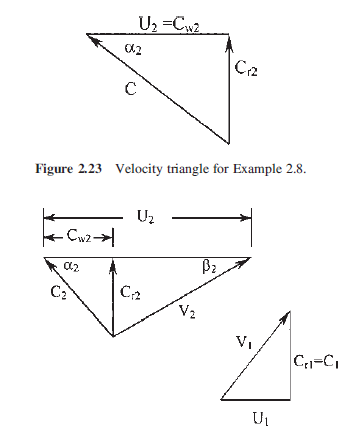 U₂ =Cw2
α₂
Cr2
C
Figure 2.23 Velocity triangle for Example 2.8.
U₂
Cw2
α₂
β₂
C₂
Cr2
V₂
V₁
Cr1=C₁
U₁